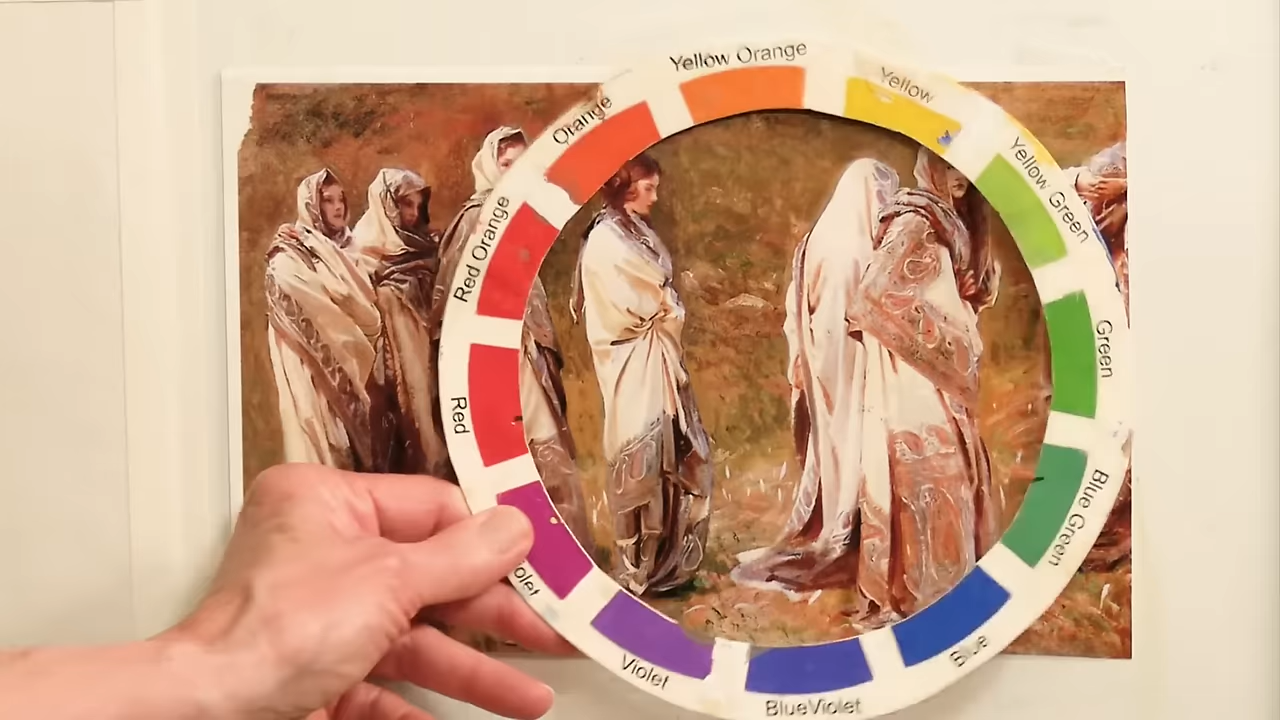 Yellow Orange
Yellow
Yellow Green
Green
Blue Green
Blue
BlueViolet
Violet
Red
Red Orange
Orange